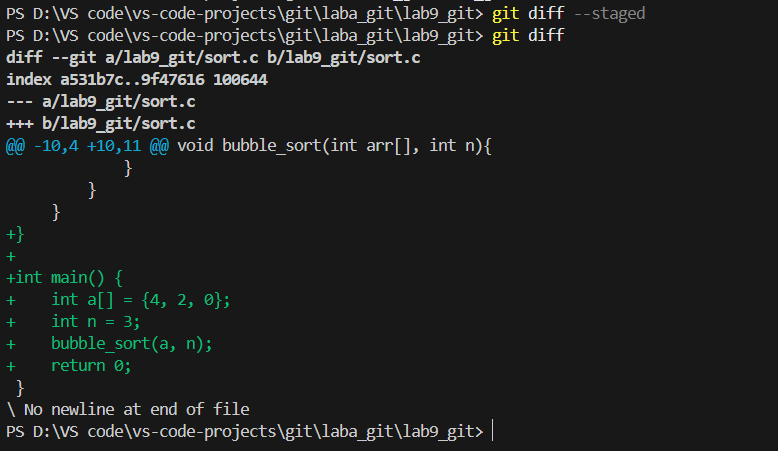 PS D:\VS code\vs-code-projects\git\laba_git\lab9_git> git diff --staged
PS D:\VS code\vs-code-projects\git\laba_git\lab9_git> git diff
diff --git a/lab9_git/sort.c b/lab9_git/sort.c
index a531b7c..9f47616 100644
--- a/lab9_git/sort.c
+++ b/lab9_git/sort.c
@@ -10,4 +10,11 @@ void bubble_sort(int arr[], int n){
             }
         }
     }
+}
+
+int main() {
+    int a[] = {4, 2, 0};
+    int n = 3;
+    bubble_sort(a, n);
+    return 0;
 }
\ No newline at end of file
PS D:\VS code\vs-code-projects\git\laba_git\lab9_git>